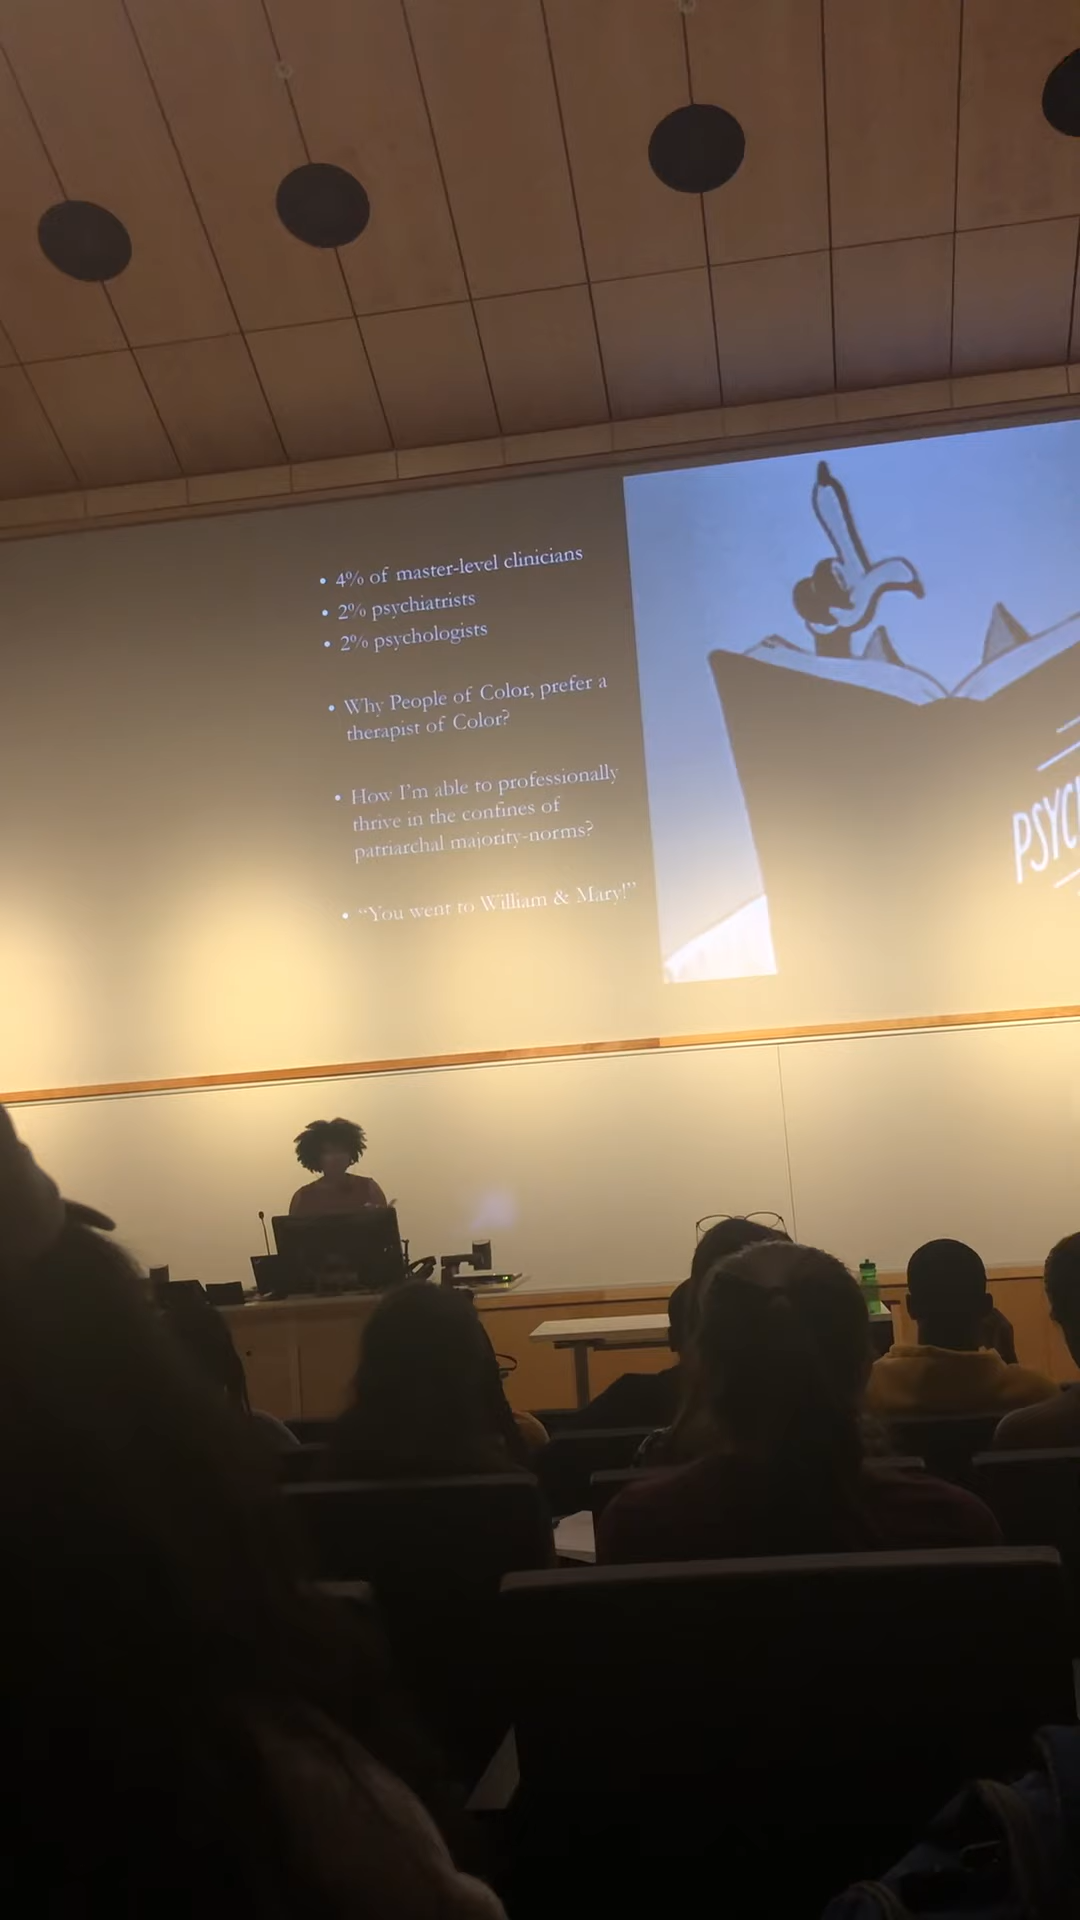 • 4% of master-level clinicians
• 2% psychiatrists
• 2% psychologists
• Why People of Color, prefer a
therapist of Color?
• How I'm able to professionally
thrive in the confines of
patriarchal majority-norms?
• “You went to William & Mary!”